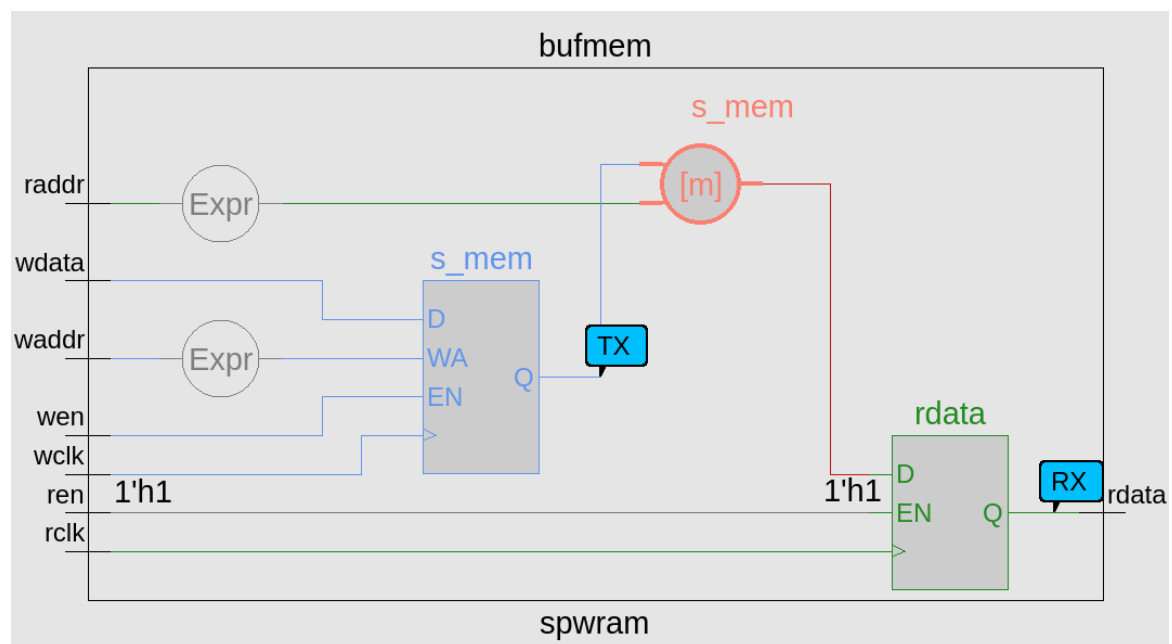 bufmem
s_mem
[m]
raddr
Expr
wdata
s_mem
D
waddr
Expr
WA
TX
Q
EN
wen
rdata
wclk
1'h1
1'h1
D
RX
ren
EN
Q
rdata
rclk
spwram